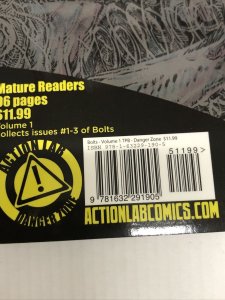 Mature Readers
96 pages
$11.99
Volume 1
Collects issues #1-3 of Bolts
Bolts - Volume 1 TPB - Danger Zone $11.99
ISBN 978-1-63229-190-5
51199>
9 781632 291905
ACTION LAB
DANGER ZONE
ACTIONLABCOMICS.COM